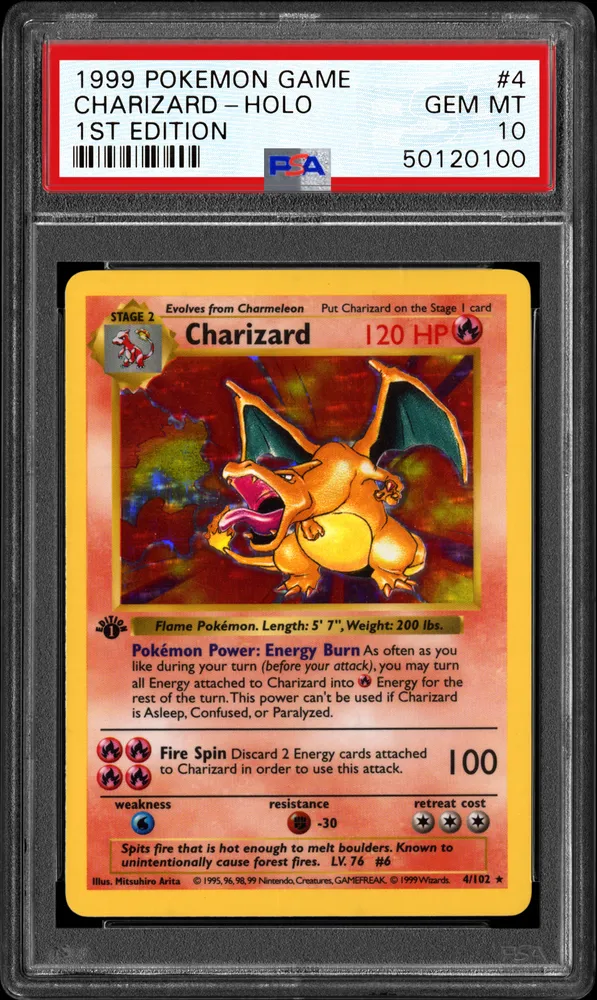 1999 POKEMON GAME #4
CHARIZARD – HOLO GEM MT
1ST EDITION 10
PSA 50120100
STAGE 2 Evolves from Charmeleon Put Charizard on the Stage 1 card
Charizard 120 HP
EDITION 1
Flame Pokémon. Length: 5' 7", Weight: 200 lbs.
Pokémon Power: Energy Burn As often as you
like during your turn (before your attack), you may turn
all Energy attached to Charizard into Energy for the
rest of the turn. This power can't be used if Charizard
is Asleep, Confused, or Paralyzed.
Fire Spin Discard 2 Energy cards attached
to Charizard in order to use this attack. 100
weakness resistance retreat cost
-30
Spits fire that is hot enough to melt boulders. Known to
unintentionally cause forest fires. LV. 76 #6
Illus. Mitsuhiro Arita © 1995, 96, 98, 99 Nintendo, Creatures, GAMEFREAK. © 1999 Wizards. 4/102 ★
PSA